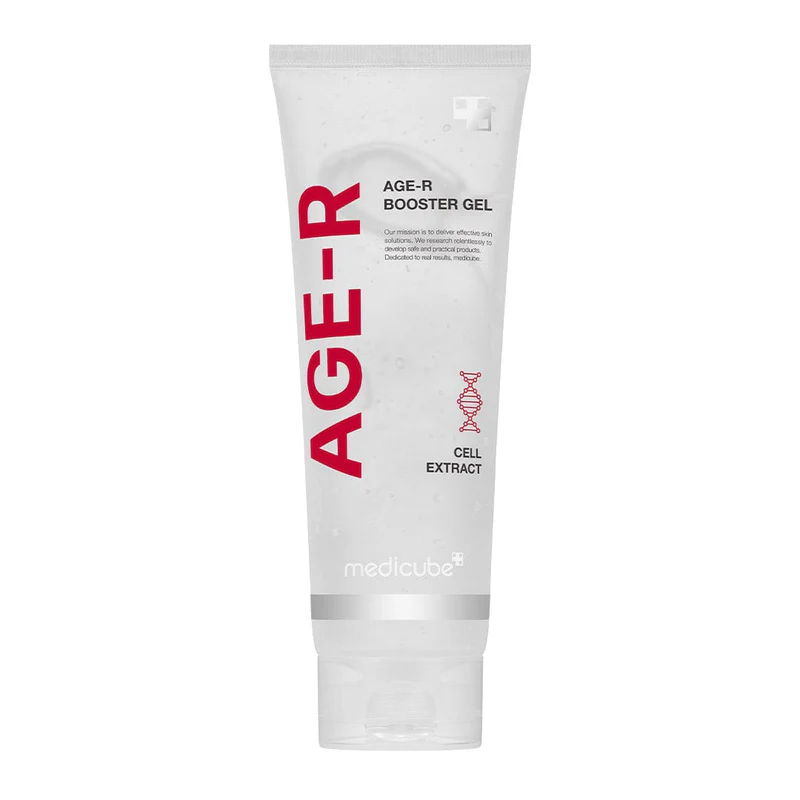 AGE-R
AGE-R
BOOSTER GEL
Our mission is to deliver effective skin
solutions. We research relentlessly to
develop safe and practical products.
Dedicated to real results, medicube.
CELL
EXTRACT
medicube